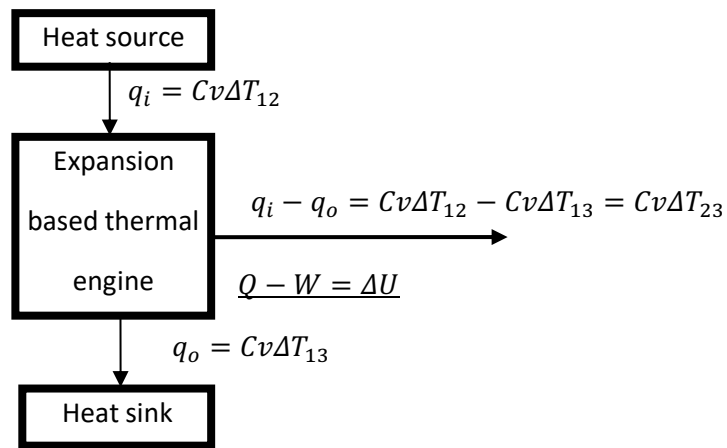 Heat source
q_i = CvΔT_12
Expansion
based thermal
engine
q_i − q_o = CvΔT_12 − CvΔT_13 = CvΔT_23
Q − W = ΔU
q_o = CvΔT_13
Heat sink